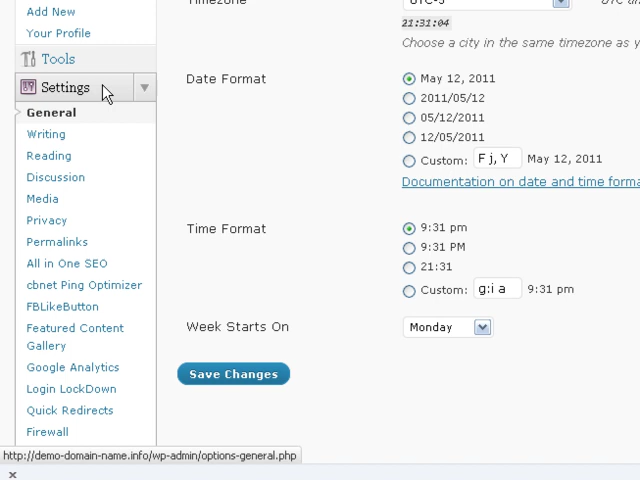 Add New
Your Profile
Tools
Settings
General
Writing
Reading
Discussion
Media
Privacy
Permalinks
All in One SEO
cbnet Ping Optimizer
FBLikeButton
Featured Content
Gallery
Google Analytics
Login LockDown
Quick Redirects
Firewall
http://demo-domain-name.info/wp-admin/options-general.php
21:31:04
Choose a city in the same timezone as y
Date Format
May 12, 2011
2011/05/12
05/12/2011
12/05/2011
Custom: F j, Y May 12, 2011
Documentation on date and time forma
Time Format
9:31 pm
9:31 PM
21:31
Custom: g:i a 9:31 pm
Week Starts On Monday
Save Changes